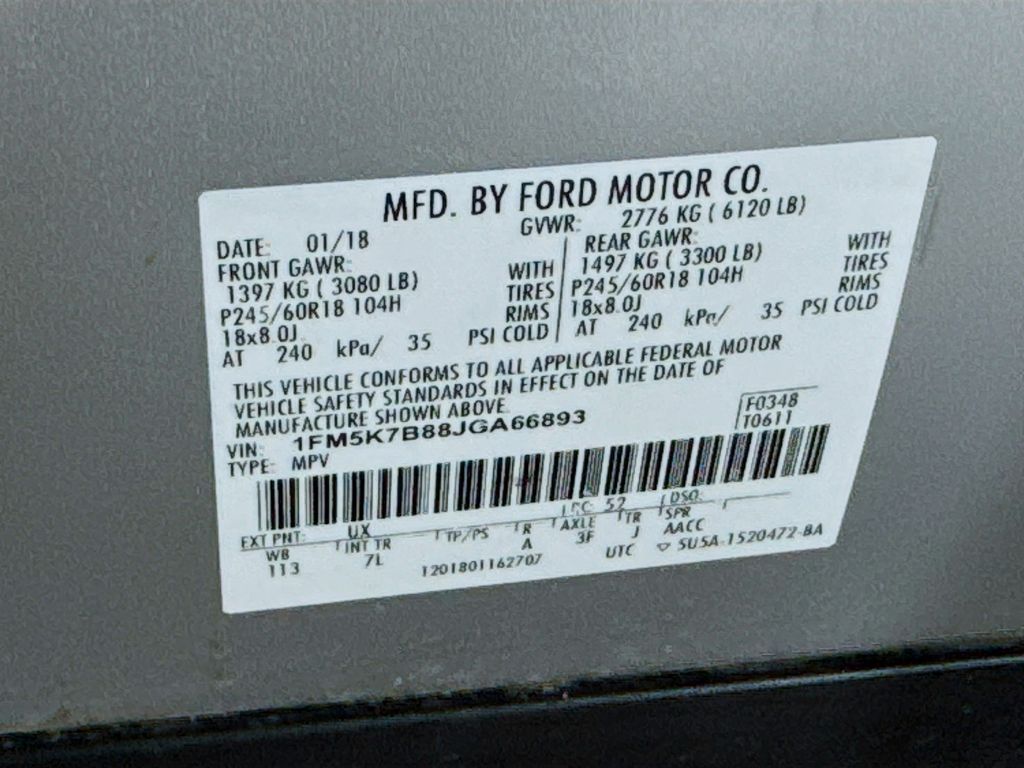 MFD. BY FORD MOTOR CO.
DATE: 01/18
GVWR: 2776 KG ( 6120 LB)
FRONT GAWR:
1397 KG ( 3080 LB) WITH
P245/60R18 104H TIRES
18x8.0J RIMS
AT 240 kPa/ 35 PSI COLD
REAR GAWR:
1497 KG ( 3300 LB) WITH
P245/60R18 104H TIRES
18x8.0J RIMS
AT 240 kPa/ 35 PSI COLD
THIS VEHICLE CONFORMS TO ALL APPLICABLE FEDERAL MOTOR
VEHICLE SAFETY STANDARDS IN EFFECT ON THE DATE OF
MANUFACTURE SHOWN ABOVE.
VIN: 1FM5K7B88JGA66893
TYPE: MPV
F0348
T0611
EXT PNT: UX RC: 52 DSO:
WB INT TR TP/PS R AXLE TR SPR
113 7L A 3F J AACC
1201801162707 UTC ▽ 5U5A-1520472-BA